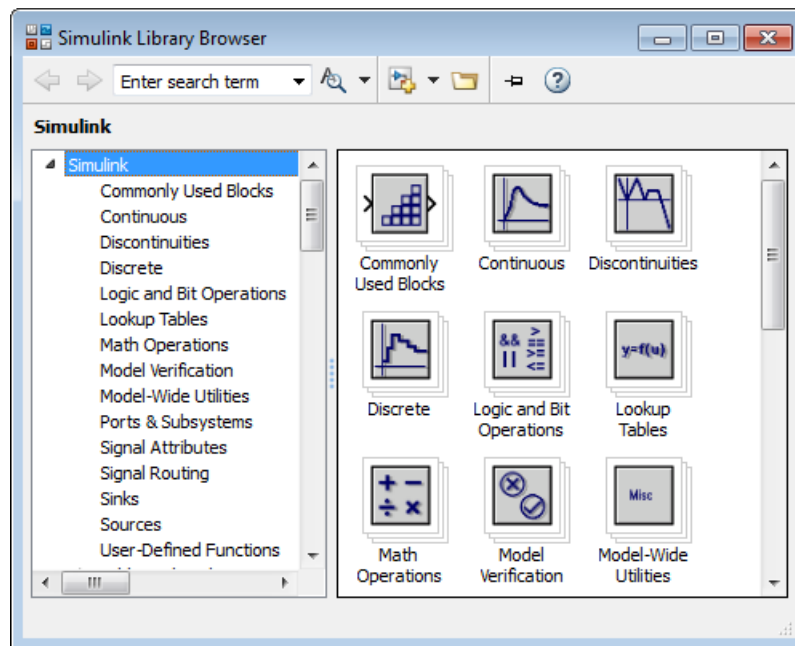 Simulink Library Browser
Enter search term
Simulink
Simulink
Commonly Used Blocks
Continuous
Discontinuities
Discrete
Logic and Bit Operations
Lookup Tables
Math Operations
Model Verification
Model-Wide Utilities
Ports & Subsystems
Signal Attributes
Signal Routing
Sinks
Sources
User-Defined Functions
Commonly
Used Blocks
Continuous
Discontinuities
Discrete
&& >
==
|| >=
<=
Logic and Bit
Operations
y=f(u)
Lookup
Tables
+ −
÷ ×
Math
Operations
Model
Verification
Misc
Model-Wide
Utilities